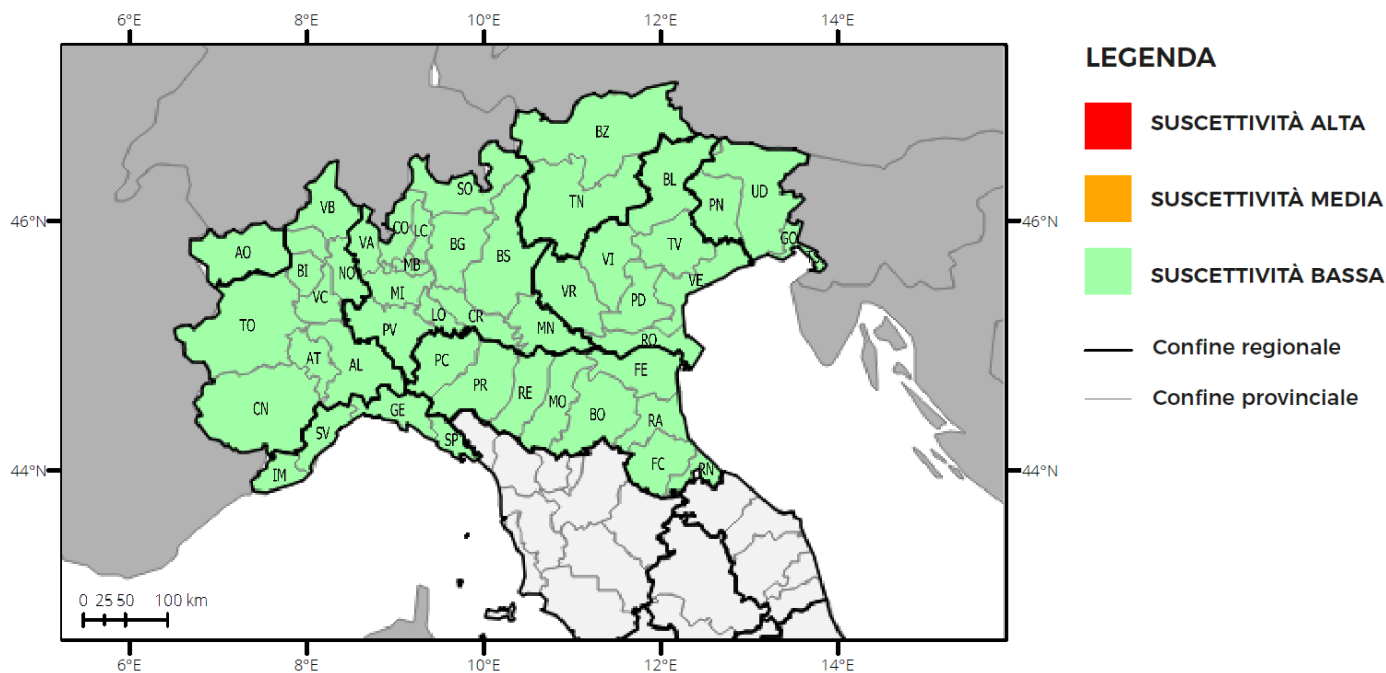 6°E 8°E 10°E 12°E 14°E
LEGENDA
SUSCETTIVITÀ ALTA
SUSCETTIVITÀ MEDIA
SUSCETTIVITÀ BASSA
Confine regionale
Confine provinciale
BZ
BL
UD
SO
TN
PN
VB
46°N 46°N
CO LC
VA
BG
TV
GO
AO
BS
VI
MB
BI
NO
VE
MI
VR
PD
VC
LO
CR
TO
PV
MN
RO
AT
AL
PC
FE
PR
RE
MO
CN
GE
BO
RA
SV
SP
44°N 44°N
IM
FC
RN
0 25 50 100 km
6°E 8°E 10°E 12°E 14°E